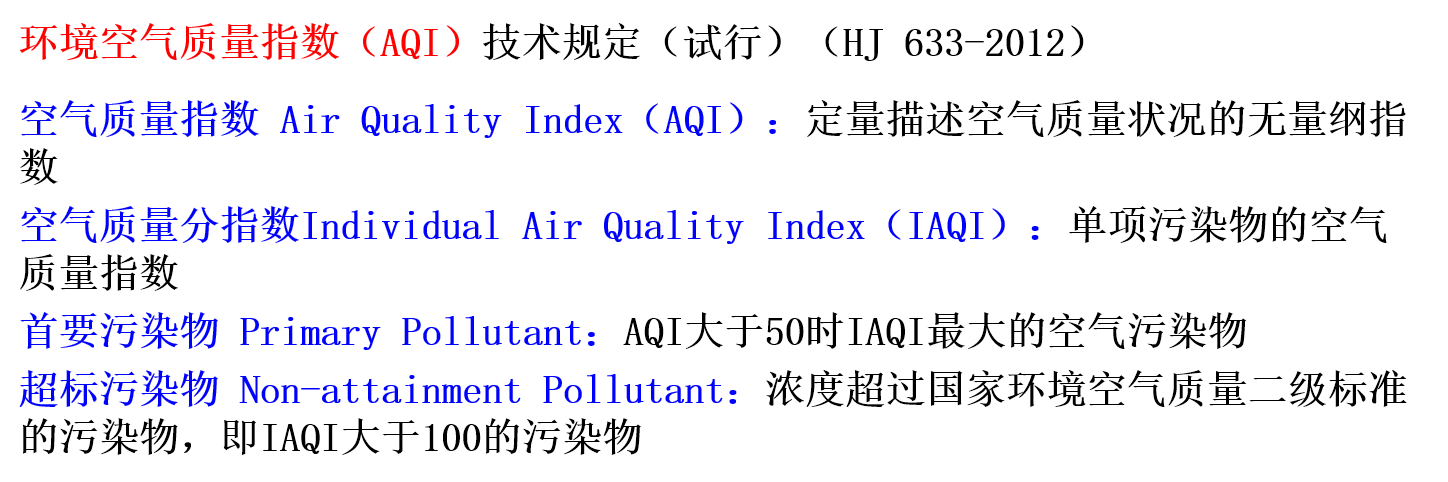 环境空气质量指数（AQI）技术规定（试行）（HJ 633-2012）
空气质量指数 Air Quality Index（AQI）：定量描述空气质量状况的无量纲指
数
空气质量分指数Individual Air Quality Index（IAQI）：单项污染物的空气
质量指数
首要污染物 Primary Pollutant：AQI大于50时IAQI最大的空气污染物
超标污染物 Non-attainment Pollutant：浓度超过国家环境空气质量二级标准
的污染物，即IAQI大于100的污染物